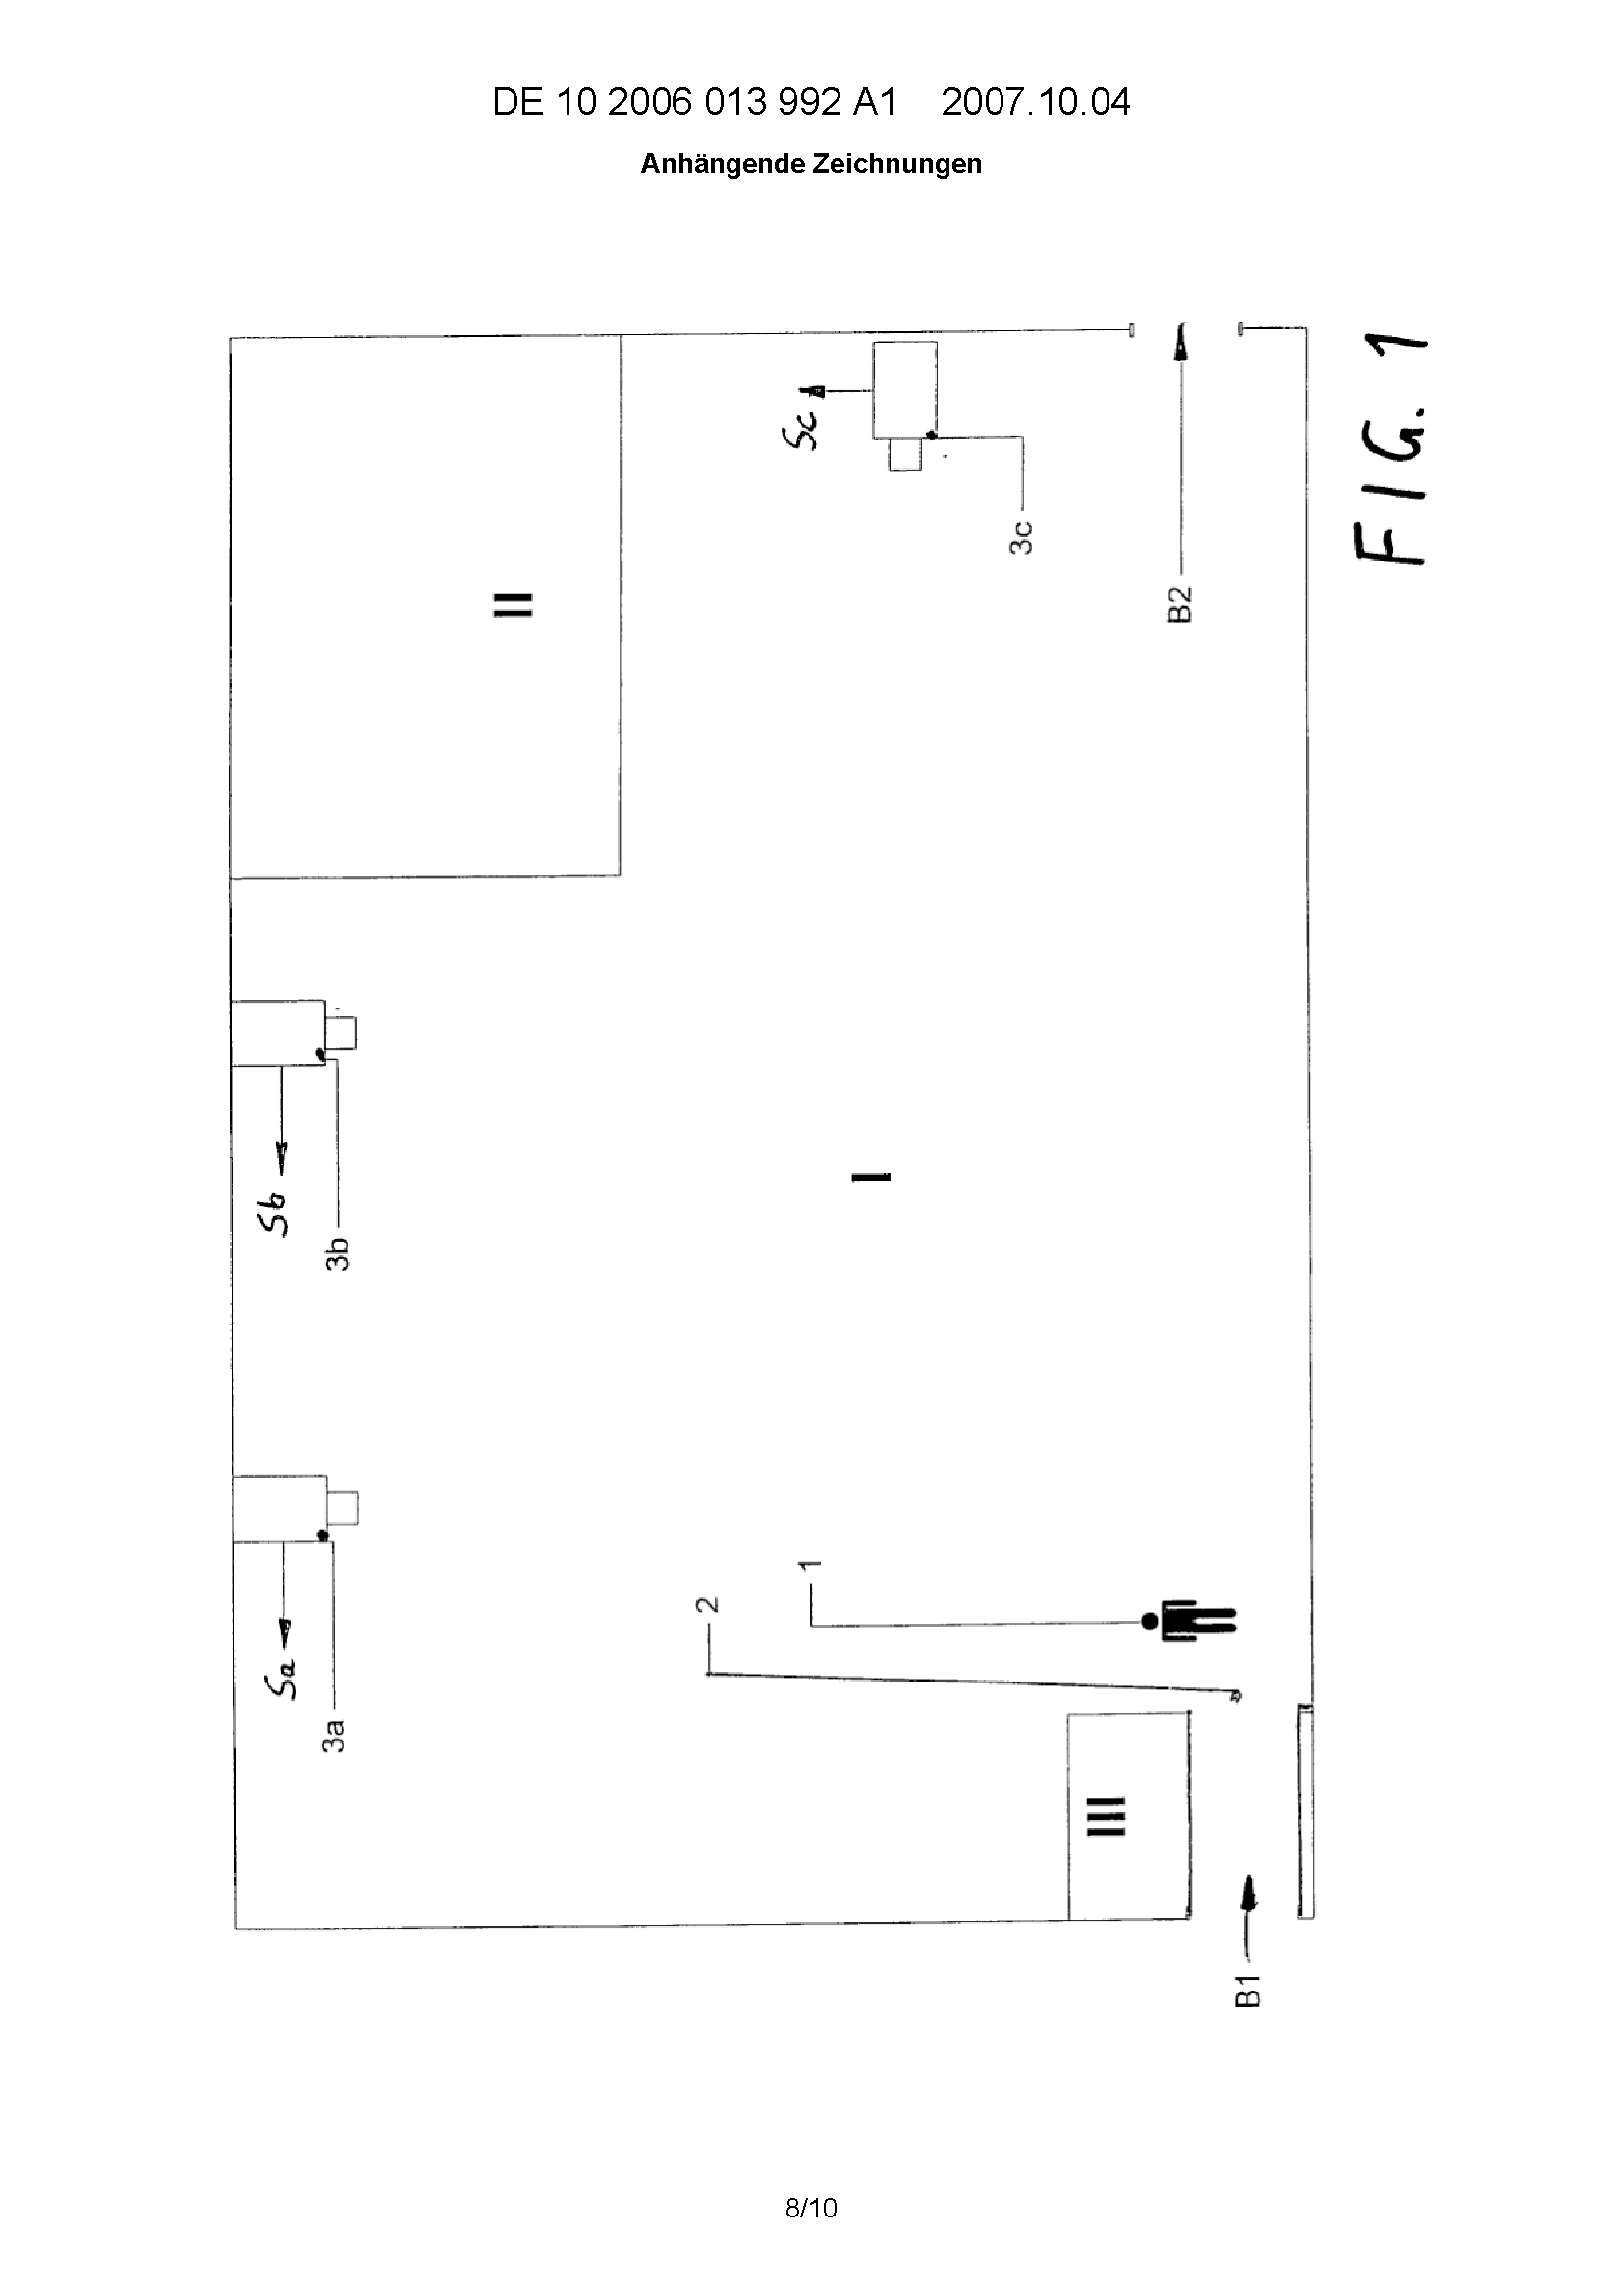 DE 10 2006 013 992 A1 2007.10.04
Anhängende Zeichnungen
FIG. 1
Sc
3c
II
B2
Sb
3b
I
Sa
3a
2
1
III
B1
8/10